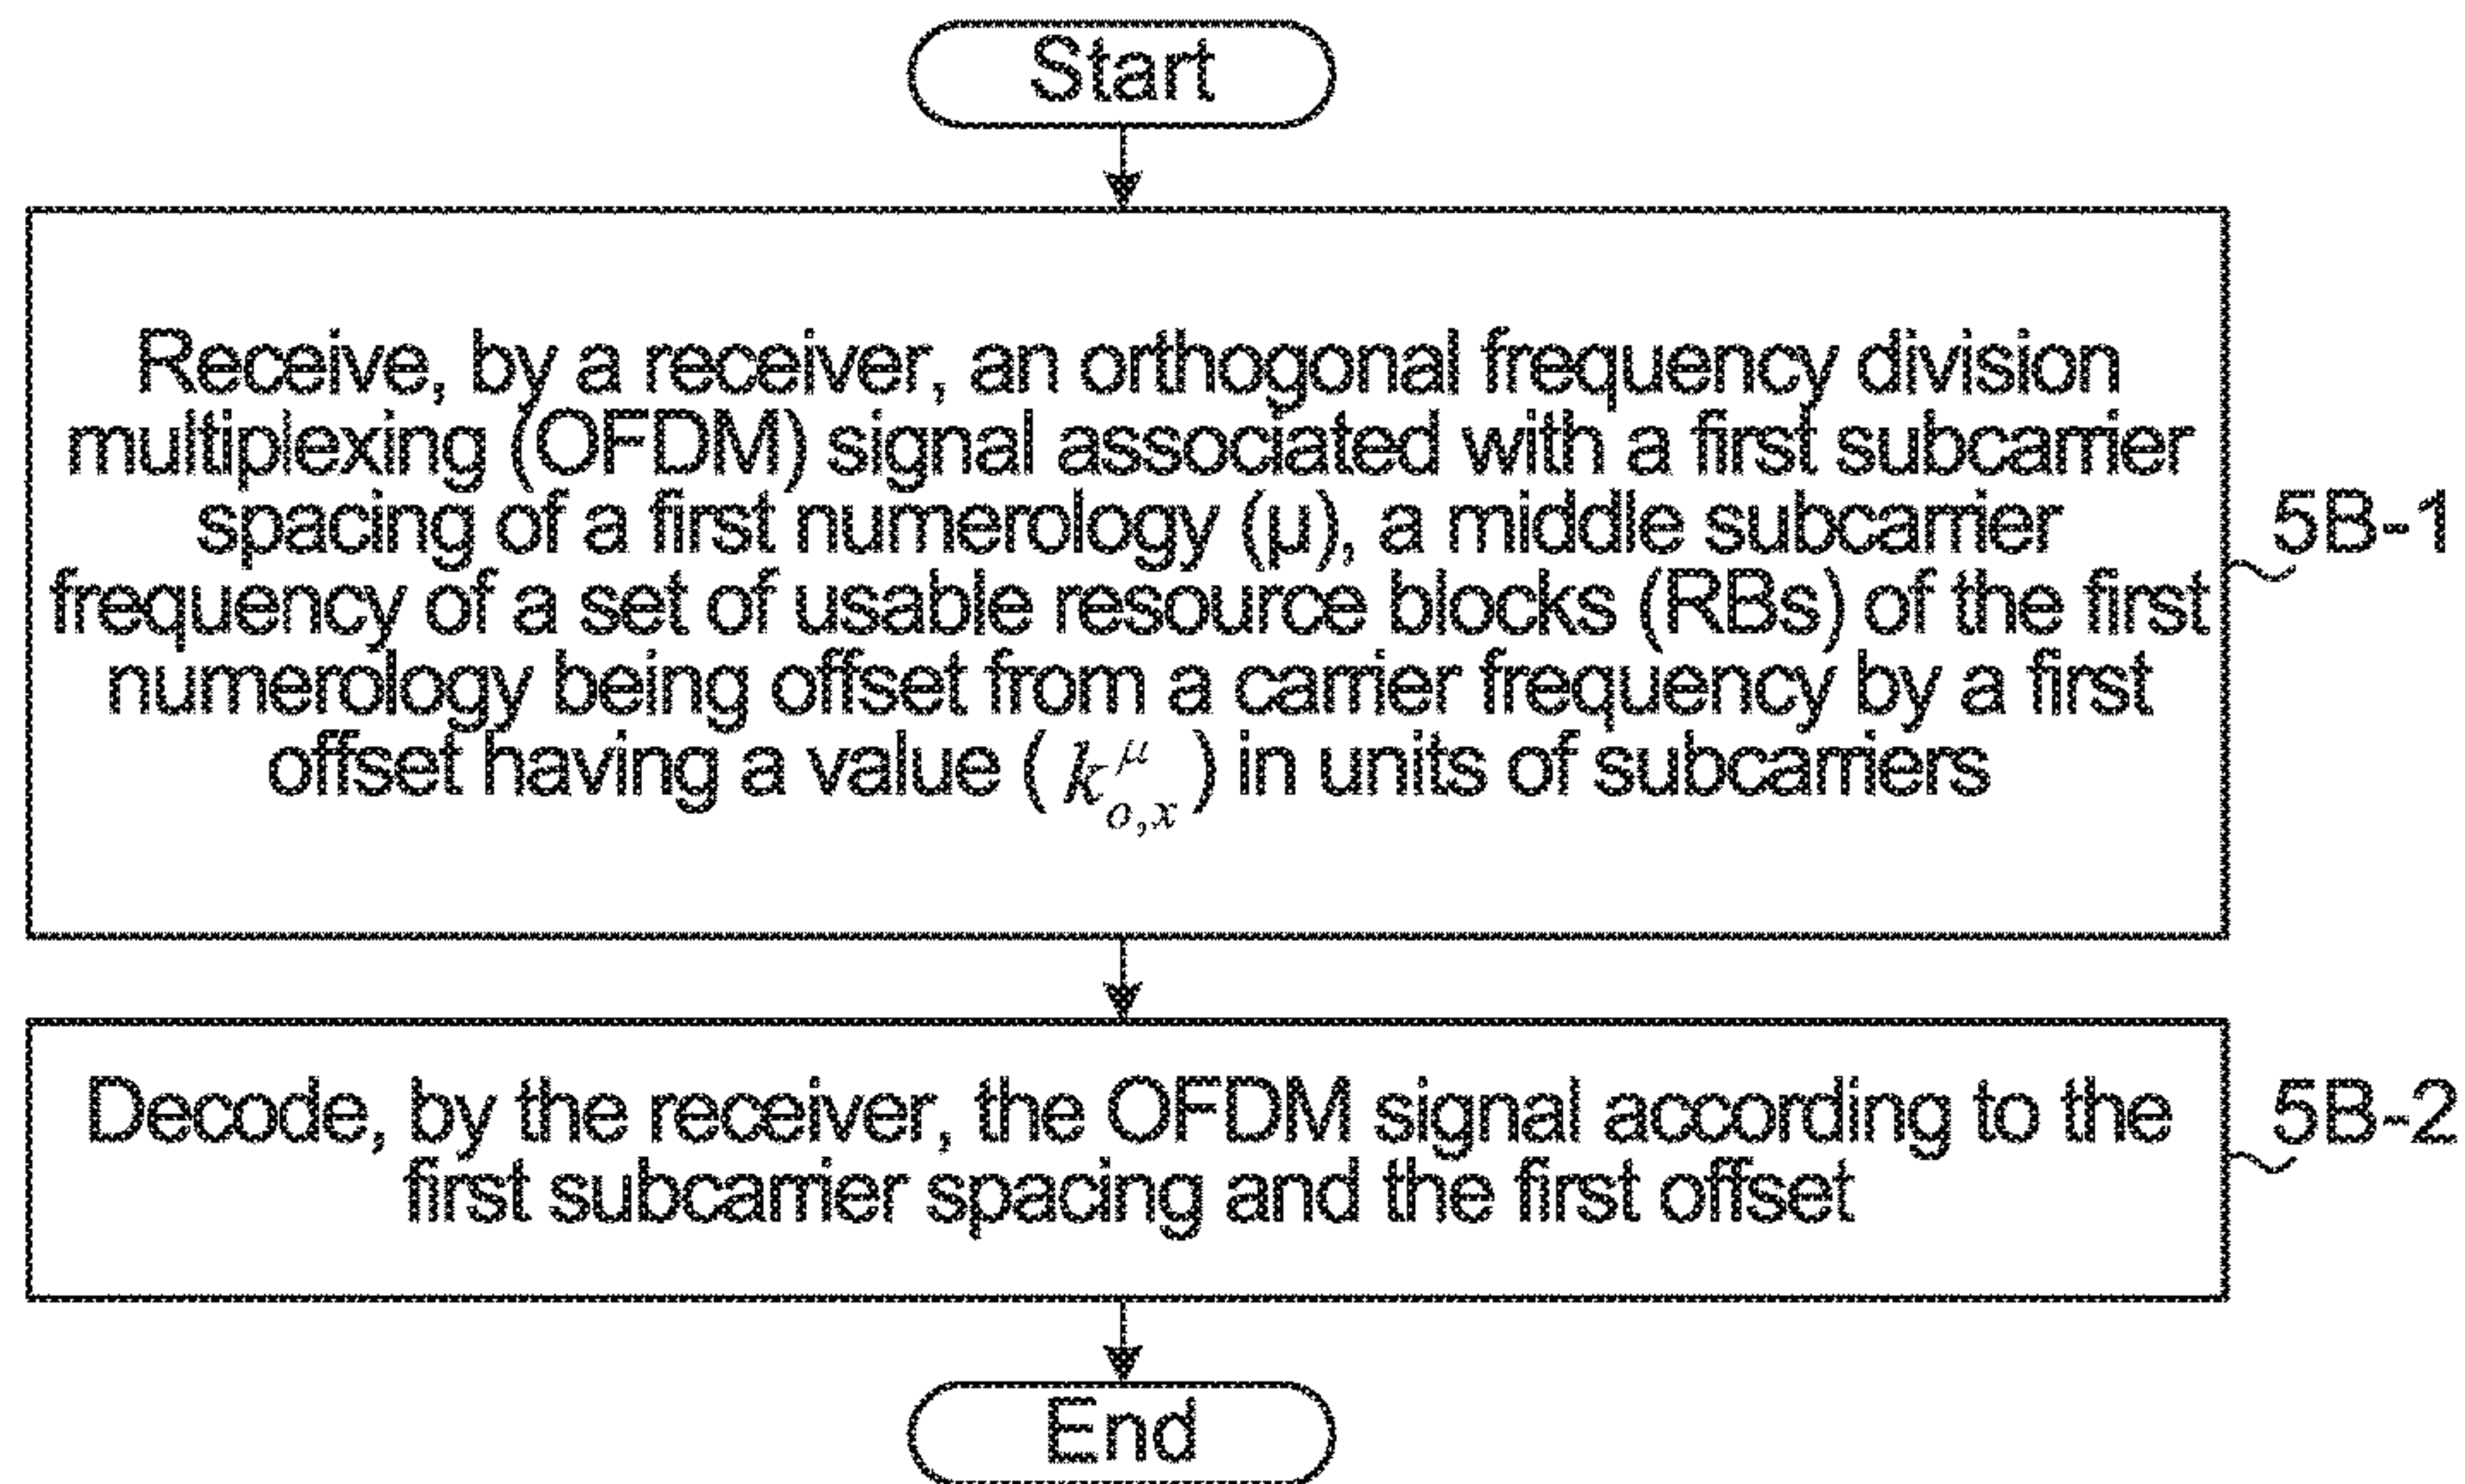 Start
Receive, by a receiver, an orthogonal frequency division
multiplexing (OFDM) signal associated with a first subcarrier
spacing of a first numerology (μ), a middle subcarrier
frequency of a set of usable resource blocks (RBs) of the first
numerology being offset from a carrier frequency by a first
offset having a value ( k^μ_{o,x} ) in units of subcarriers
5B-1
Decode, by the receiver, the OFDM signal according to the
first subcarrier spacing and the first offset
5B-2
End